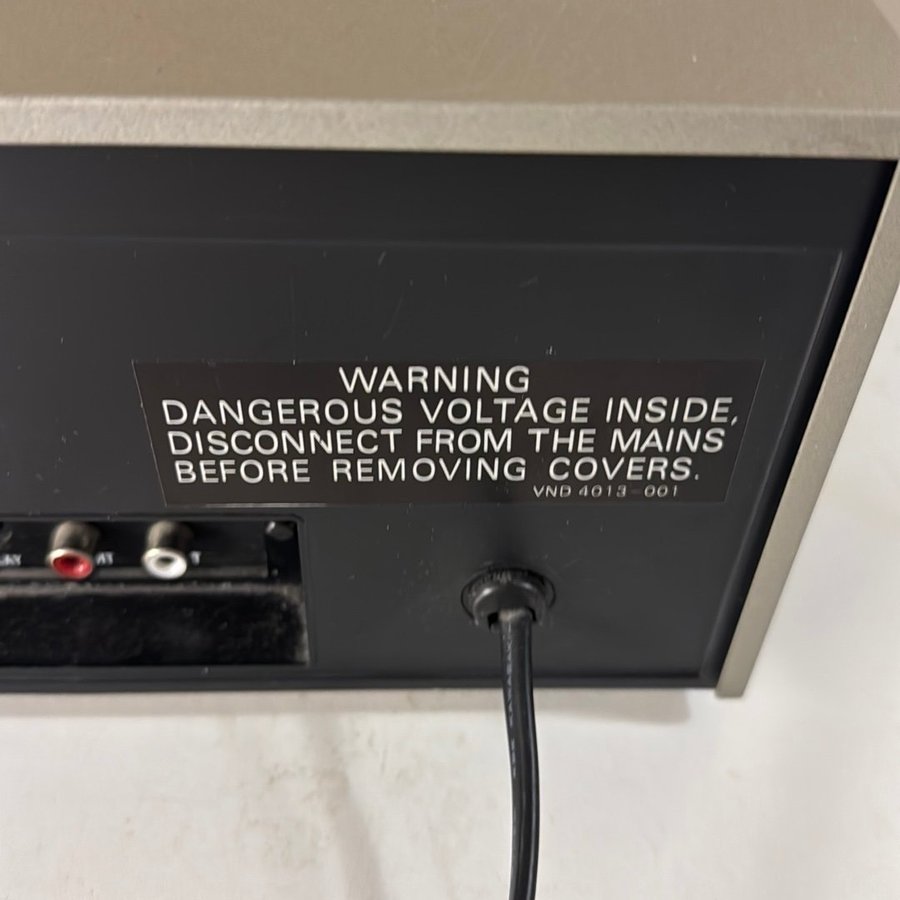 WARNING
DANGEROUS VOLTAGE INSIDE,
DISCONNECT FROM THE MAINS
BEFORE REMOVING COVERS.
VND 4013-001